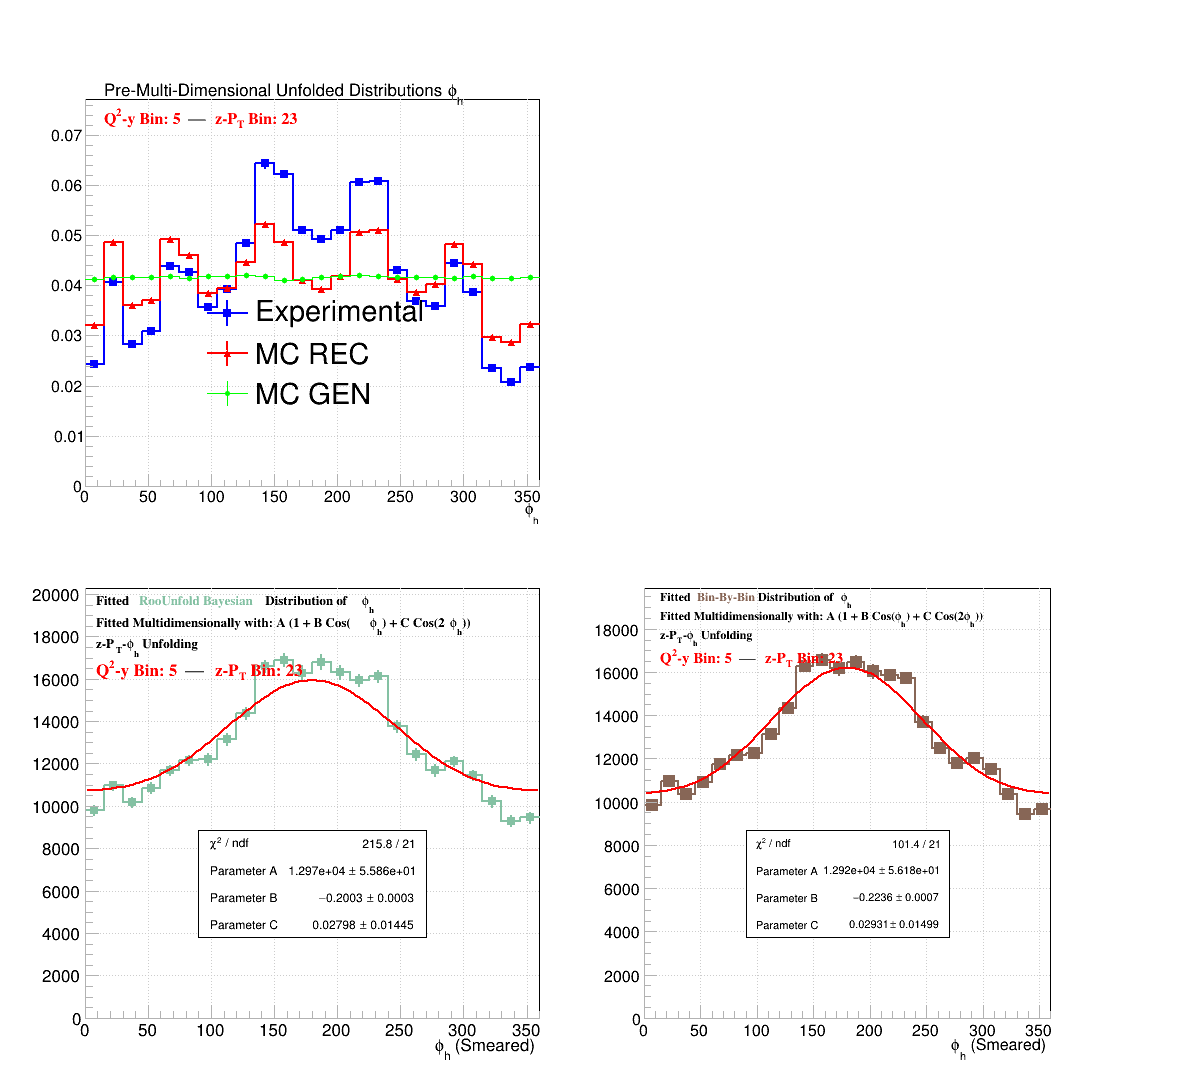 Pre-Multi-Dimensional Unfolded Distributions ϕh
Q²-y Bin: 5 — z-PT Bin: 23
0.07
0.06
0.05
0.04
0.03
0.02
0.01
0
Experimental
MC REC
MC GEN
0 50 100 150 200 250 300 350
ϕh
Fitted RooUnfold Bayesian Distribution of ϕh
Fitted Multidimensionally with: A (1 + B Cos( ϕh) + C Cos(2 ϕh))
z-PT-ϕh Unfolding
Q²-y Bin: 5 — z-PT Bin: 23
20000
18000
16000
14000
12000
10000
8000
6000
4000
2000
0
χ² / ndf 215.8 / 21
Parameter A 1.297e+04 ± 5.586e+01
Parameter B −0.2003 ± 0.0003
Parameter C 0.02798 ± 0.01445
0 50 100 150 200 250 300 350
ϕh (Smeared)
Fitted Bin-By-Bin Distribution of ϕh
Fitted Multidimensionally with: A (1 + B Cos(ϕh) + C Cos(2ϕh))
z-PT-ϕh Unfolding
Q²-y Bin: 5 — z-PT Bin: 23
18000
16000
14000
12000
10000
8000
6000
4000
2000
0
χ² / ndf 101.4 / 21
Parameter A 1.292e+04 ± 5.618e+01
Parameter B −0.2236 ± 0.0007
Parameter C 0.02931 ± 0.01499
0 50 100 150 200 250 300 350
ϕh (Smeared)